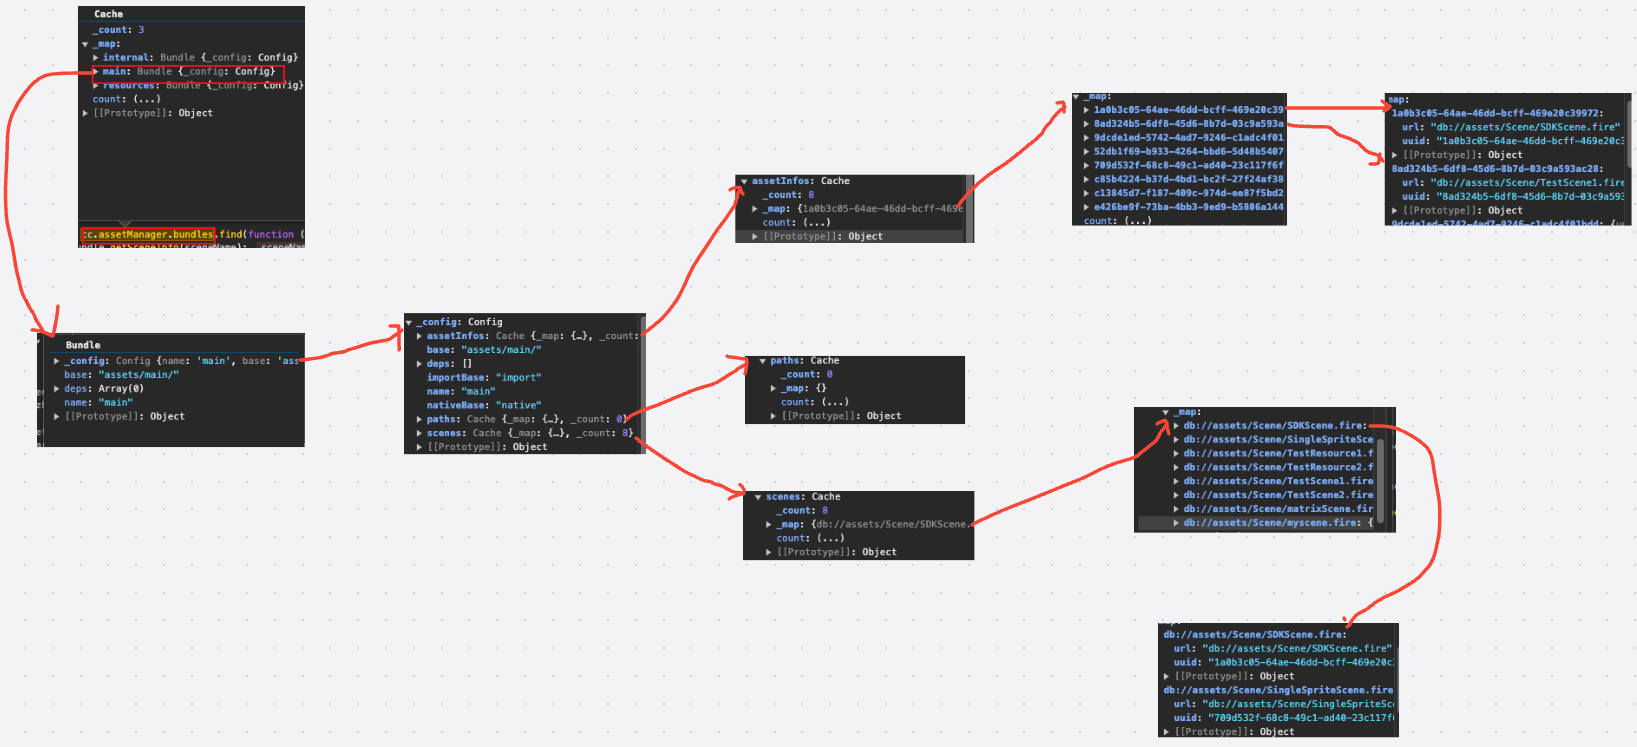 Cache
_count: 3
_map:
internal: Bundle {_config: Config}
main: Bundle {_config: Config}
resources: Bundle {_config: Config}
count: (...)
[[Prototype]]: Object
cc.assetManager.bundles.find(function (
Bundle
_config: Config {name: 'main', base: 'ass
base: "assets/main/"
deps: Array(0)
name: "main"
[[Prototype]]: Object
_config: Config
assetInfos: Cache {_map: {…}, _count:
base: "assets/main/"
deps: []
importBase: "import"
name: "main"
nativeBase: "native"
paths: Cache {_map: {…}, _count: 0}
scenes: Cache {_map: {…}, _count: 8}
[[Prototype]]: Object
assetInfos: Cache
_count: 8
_map: {1a0b3c05-64ae-46dd-bcff-469e
count: (...)
[[Prototype]]: Object
paths: Cache
_count: 0
_map: {}
count: (...)
[[Prototype]]: Object
scenes: Cache
_count: 8
_map: {db://assets/Scene/SDKScene.
count: (...)
[[Prototype]]: Object
_map:
1a0b3c05-64ae-46dd-bcff-469e20c39
8ad324b5-6df8-45d6-8b7d-03c9a593a
9dcde1ed-5742-4ad7-9246-c1adc4f01
52db1f69-b933-4264-bbd6-5d48b5407
709d532f-68c8-49c1-ad40-23c117f6f
c85b4224-b37d-4bd1-bc2f-27f24af38
c13845d7-f187-409c-974d-ee87f5bd2
e426be9f-73ba-4bb3-9ed9-b5806a144
count: (...)
map:
1a0b3c05-64ae-46dd-bcff-469e20c39972:
url: "db://assets/Scene/SDKScene.fire"
uuid: "1a0b3c05-64ae-46dd-bcff-469e20c3
[[Prototype]]: Object
8ad324b5-6df8-45d6-8b7d-03c9a593ac28:
url: "db://assets/Scene/TestScene1.fire
uuid: "8ad324b5-6df8-45d6-8b7d-03c9a593
[[Prototype]]: Object
9dcde1ed-5742-4ad7-9246-c1adc4f01bdd:
_map:
db://assets/Scene/SDKScene.fire:
db://assets/Scene/SingleSpriteSce
db://assets/Scene/TestResource1.f
db://assets/Scene/TestResource2.f
db://assets/Scene/TestScene1.fire
db://assets/Scene/TestScene2.fire
db://assets/Scene/matrixScene.fir
db://assets/Scene/myscene.fire: {
db://assets/Scene/SDKScene.fire:
url: "db://assets/Scene/SDKScene.fire"
uuid: "1a0b3c05-64ae-46dd-bcff-469e20c
[[Prototype]]: Object
db://assets/Scene/SingleSpriteScene.fire
url: "db://assets/Scene/SingleSpriteSc
uuid: "709d532f-68c8-49c1-ad40-23c117f
[[Prototype]]: Object